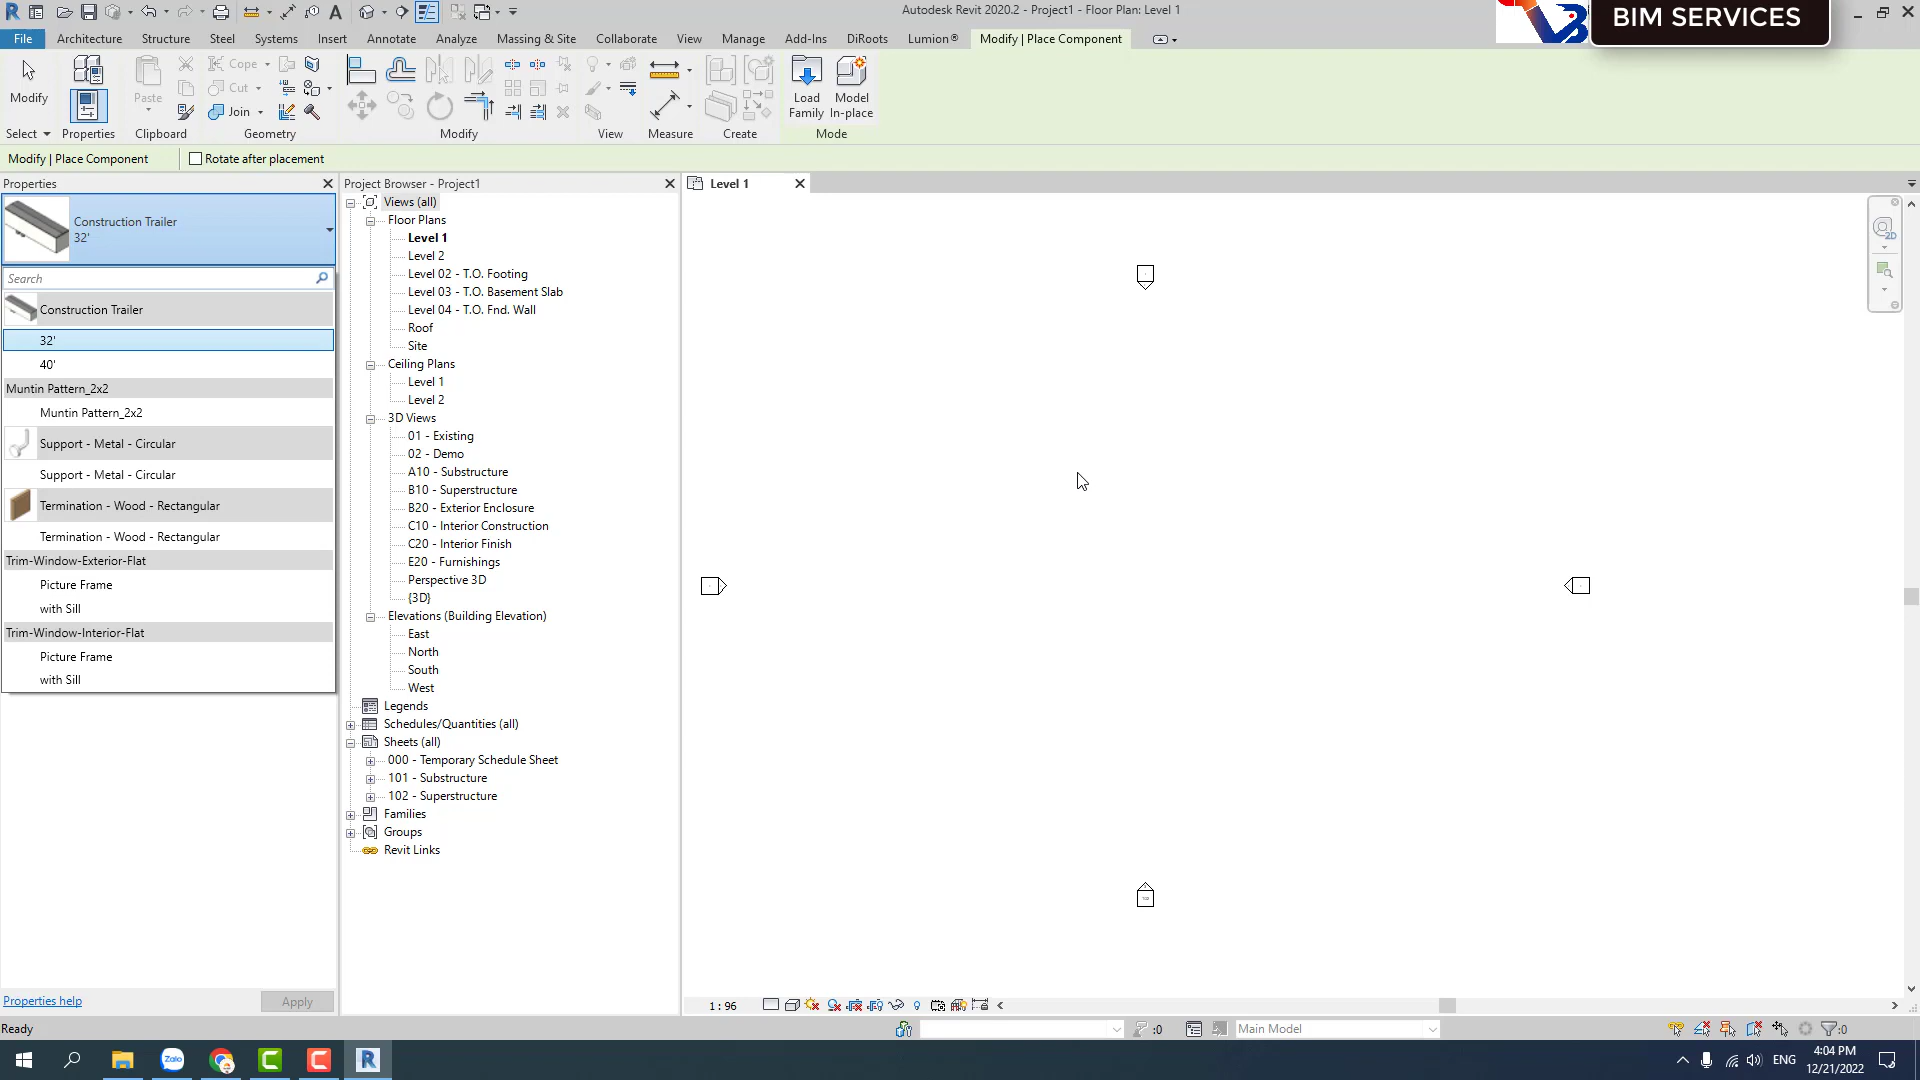 Autodesk Revit 2020.2 - Project1 - Floor Plan: Level 1
BIM SERVICES
File
Architecture
Structure
Steel
Systems
Insert
Annotate
Analyze
Massing & Site
Collaborate
View
Manage
Add-Ins
DiRoots
Lumion®
Modify | Place Component
Modify
Paste
Cope
Cut
Join
Load Family
Model In-place
Select
Properties
Clipboard
Geometry
Modify
View
Measure
Create
Mode
Modify | Place Component
Rotate after placement
Properties
Construction Trailer
32'
Search
Construction Trailer
32'
40'
Muntin Pattern_2x2
Muntin Pattern_2x2
Support - Metal - Circular
Support - Metal - Circular
Termination - Wood - Rectangular
Termination - Wood - Rectangular
Trim-Window-Exterior-Flat
Picture Frame
with Sill
Trim-Window-Interior-Flat
Picture Frame
with Sill
Properties help
Apply
Project Browser - Project1
Views (all)
Floor Plans
Level 1
Level 2
Level 02 - T.O. Footing
Level 03 - T.O. Basement Slab
Level 04 - T.O. Fnd. Wall
Roof
Site
Ceiling Plans
Level 1
Level 2
3D Views
01 - Existing
02 - Demo
A10 - Substructure
B10 - Superstructure
B20 - Exterior Enclosure
C10 - Interior Construction
C20 - Interior Finish
E20 - Furnishings
Perspective 3D
{3D}
Elevations (Building Elevation)
East
North
South
West
Legends
Schedules/Quantities (all)
Sheets (all)
000 - Temporary Schedule Sheet
101 - Substructure
102 - Superstructure
Families
Groups
Revit Links
Level 1
2D
1 : 96
Ready
:0
Main Model
:0
Zalo
ENG
4:04 PM
12/21/2022